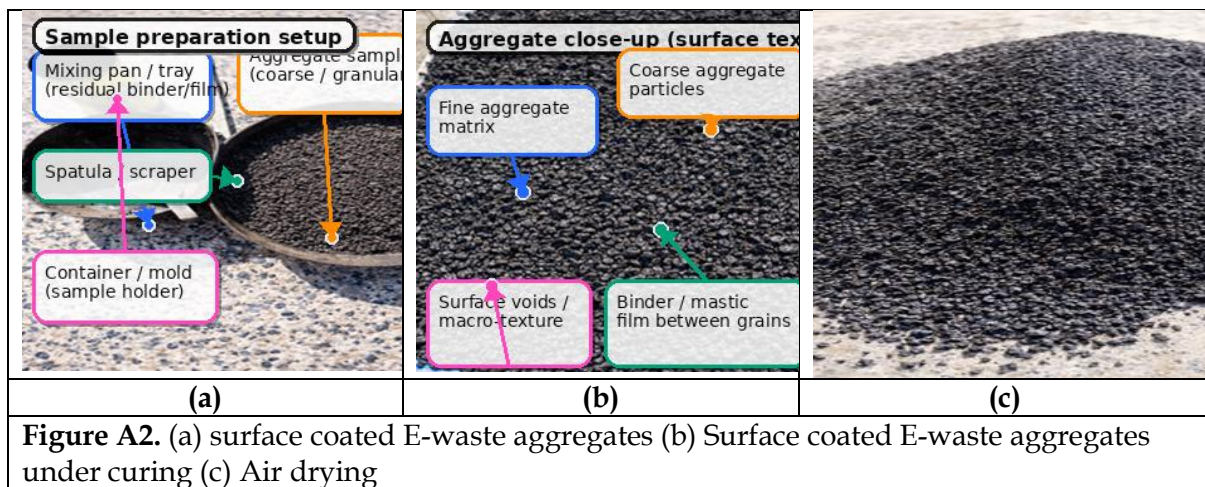 Sample preparation setup
Mixing pan / tray
(residual binder/film)
Aggregate sampl
(coarse / granular
Spatula / scraper
Container / mold
(sample holder)
Aggregate close-up (surface tex
Coarse aggregate
particles
Fine aggregate
matrix
Surface voids /
macro-texture
Binder / mastic
film between grains
(a)
(b)
(c)
Figure A2. (a) surface coated E-waste aggregates (b) Surface coated E-waste aggregates
under curing (c) Air drying